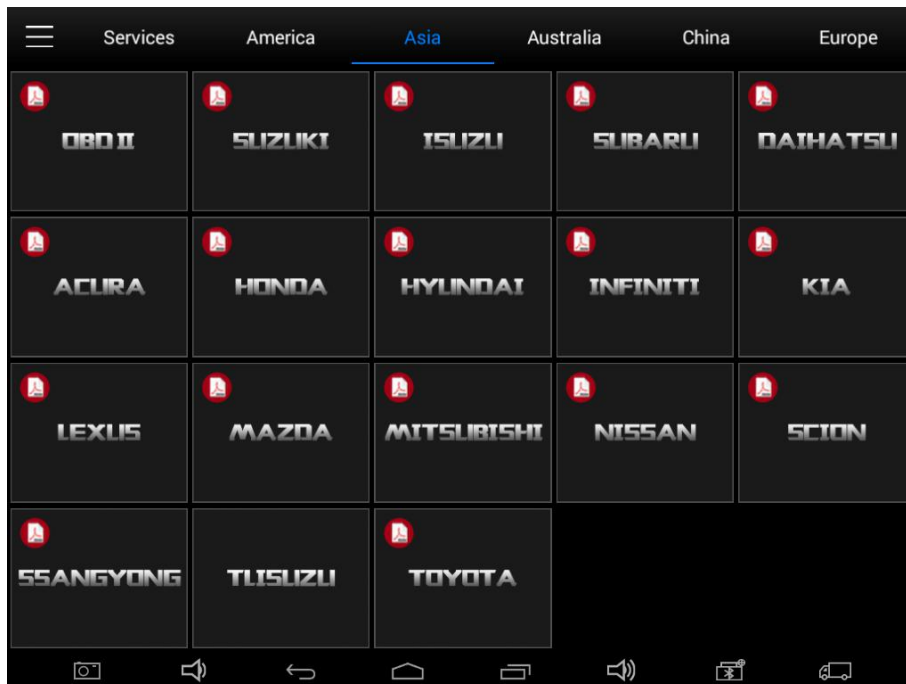 Services America Asia Australia China Europe
OBD II SUZUKI ISUZU SUBARU DAIHATSU
ACURA HONDA HYUNDAI INFINITI KIA
LEXUS MAZDA MITSUBISHI NISSAN SCION
SSANGYONG TUISUZU TOYOTA